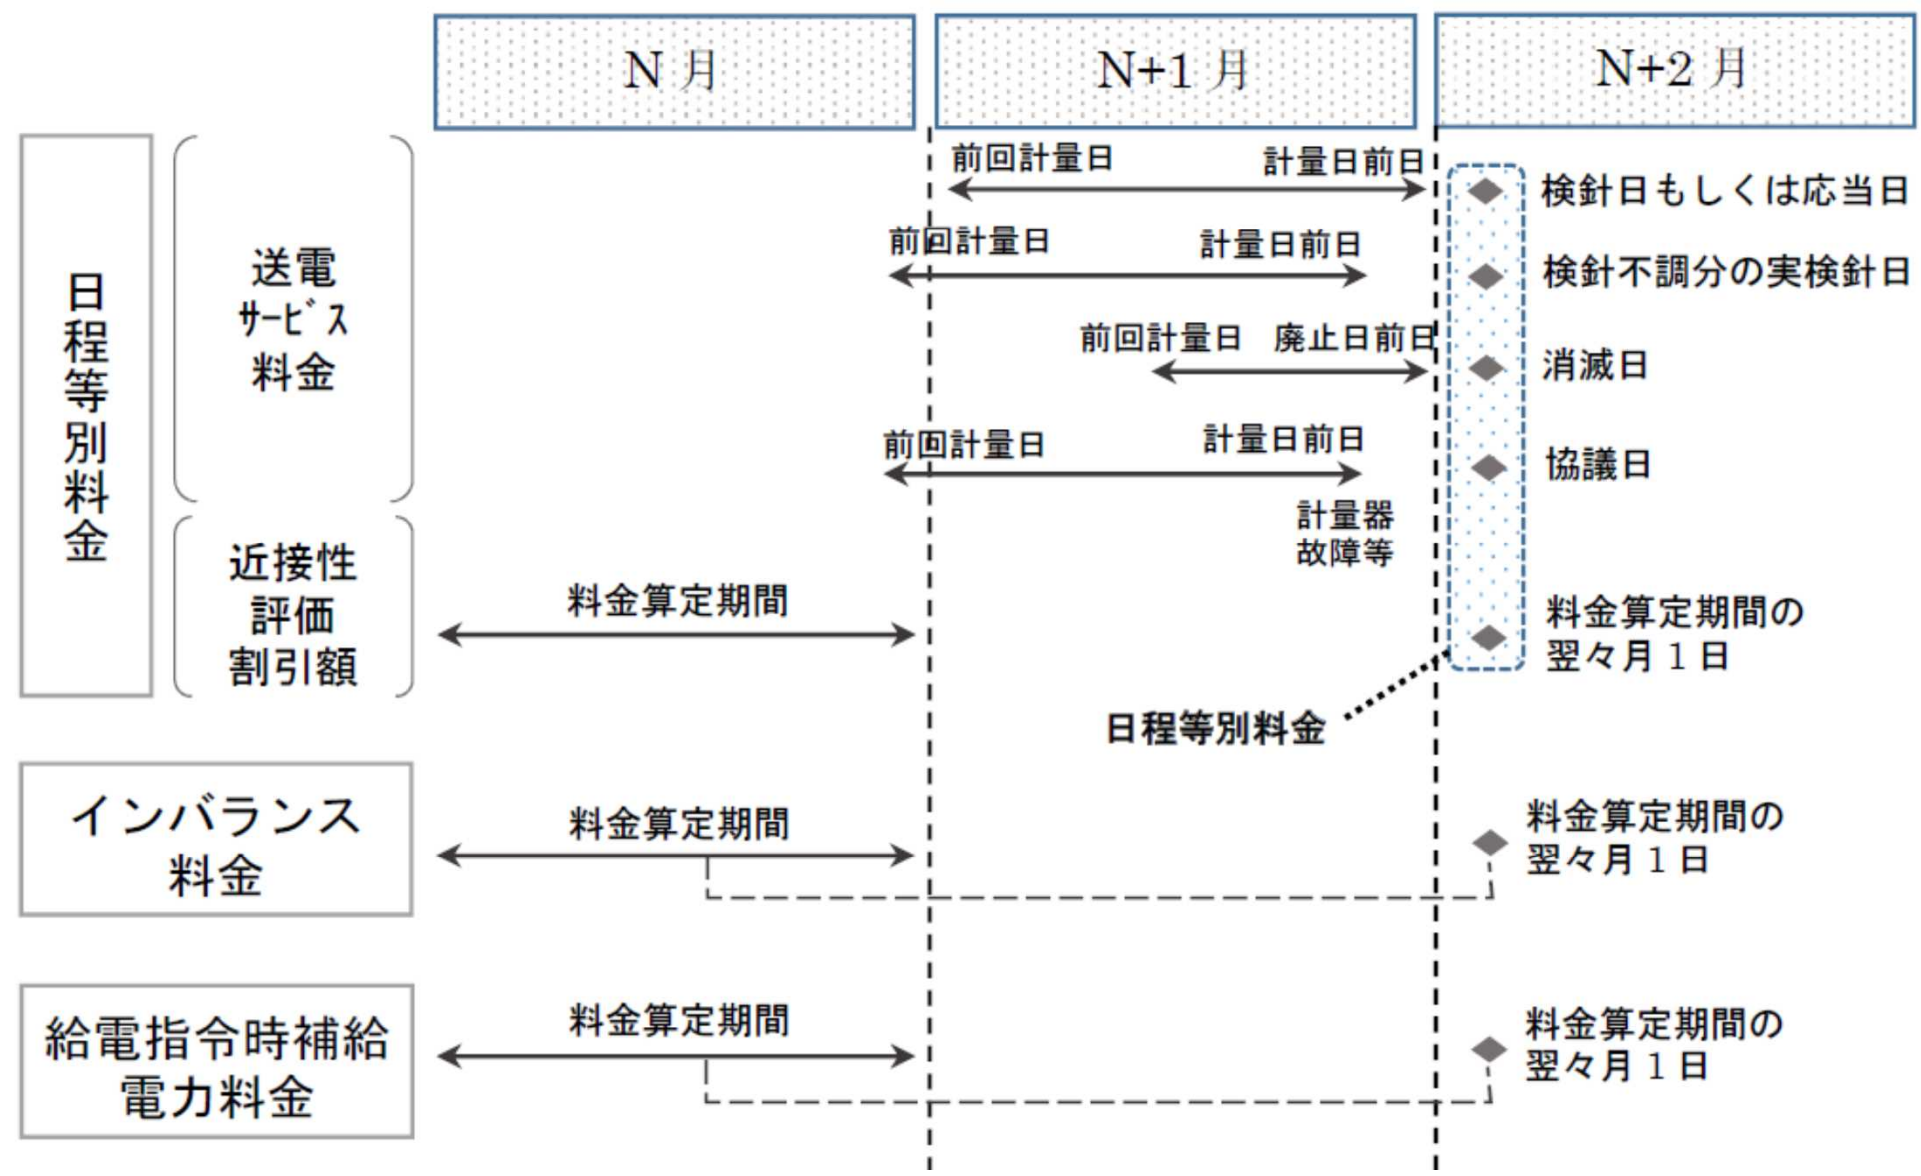 N 月
N+1 月
N+2 月
日程等別料金
送電
サービス
料金
前回計量日
計量日前日
検針日もしくは応当日
前回計量日
計量日前日
検針不調分の実検針日
前回計量日
廃止日前日
消滅日
前回計量日
計量日前日
協議日
計量器
故障等
近接性
評価
割引額
料金算定期間
料金算定期間の
翌々月1日
日程等別料金
インバランス
料金
料金算定期間
料金算定期間の
翌々月1日
給電指令時補給
電力料金
料金算定期間
料金算定期間の
翌々月1日